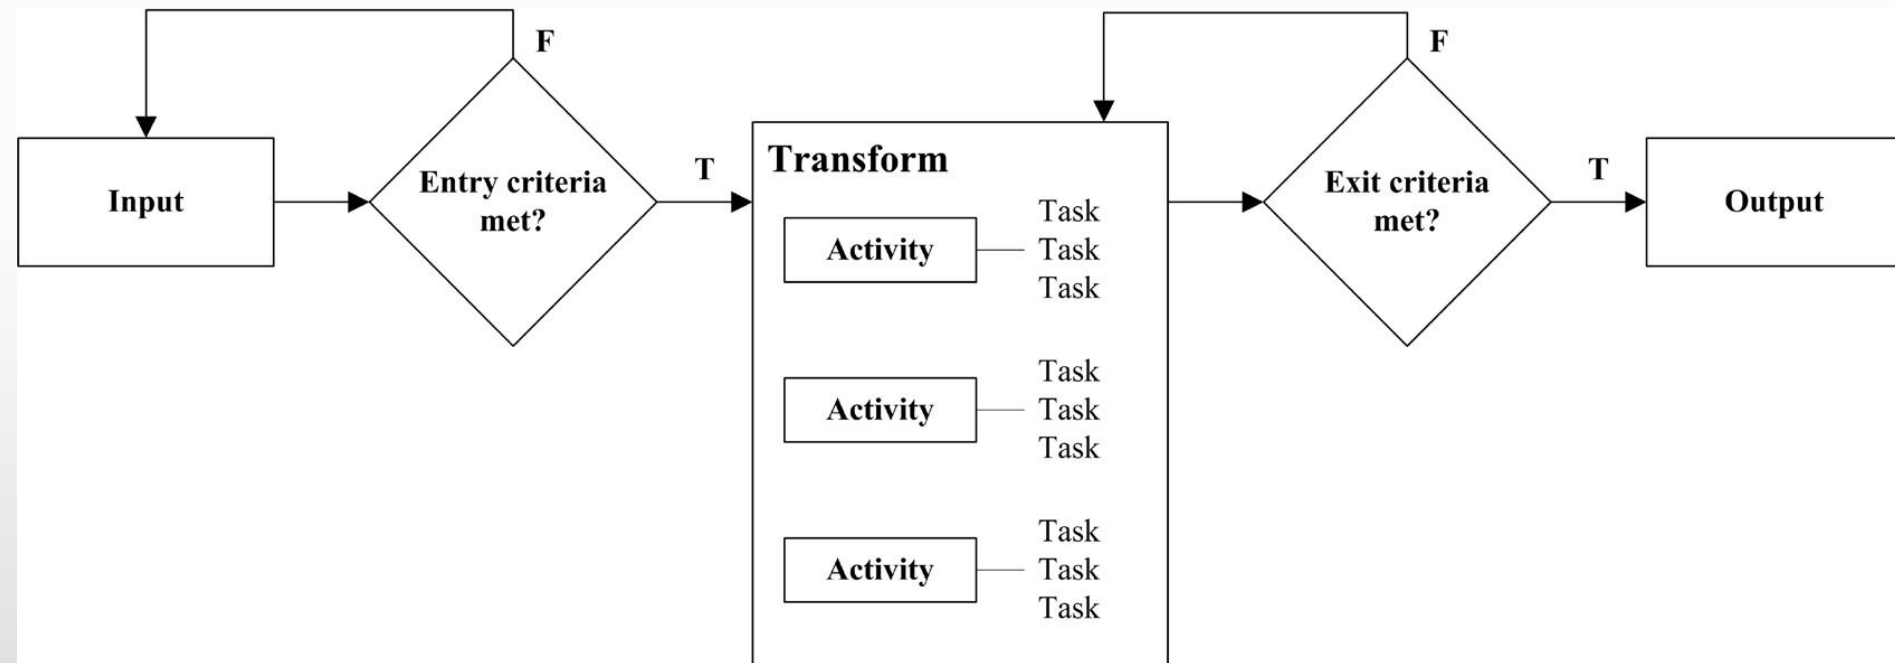 F
F
Input
Entry criteria
met?
T
Transform
Activity
Task
Task
Task
Activity
Task
Task
Task
Activity
Task
Task
Task
Exit criteria
met?
T
Output